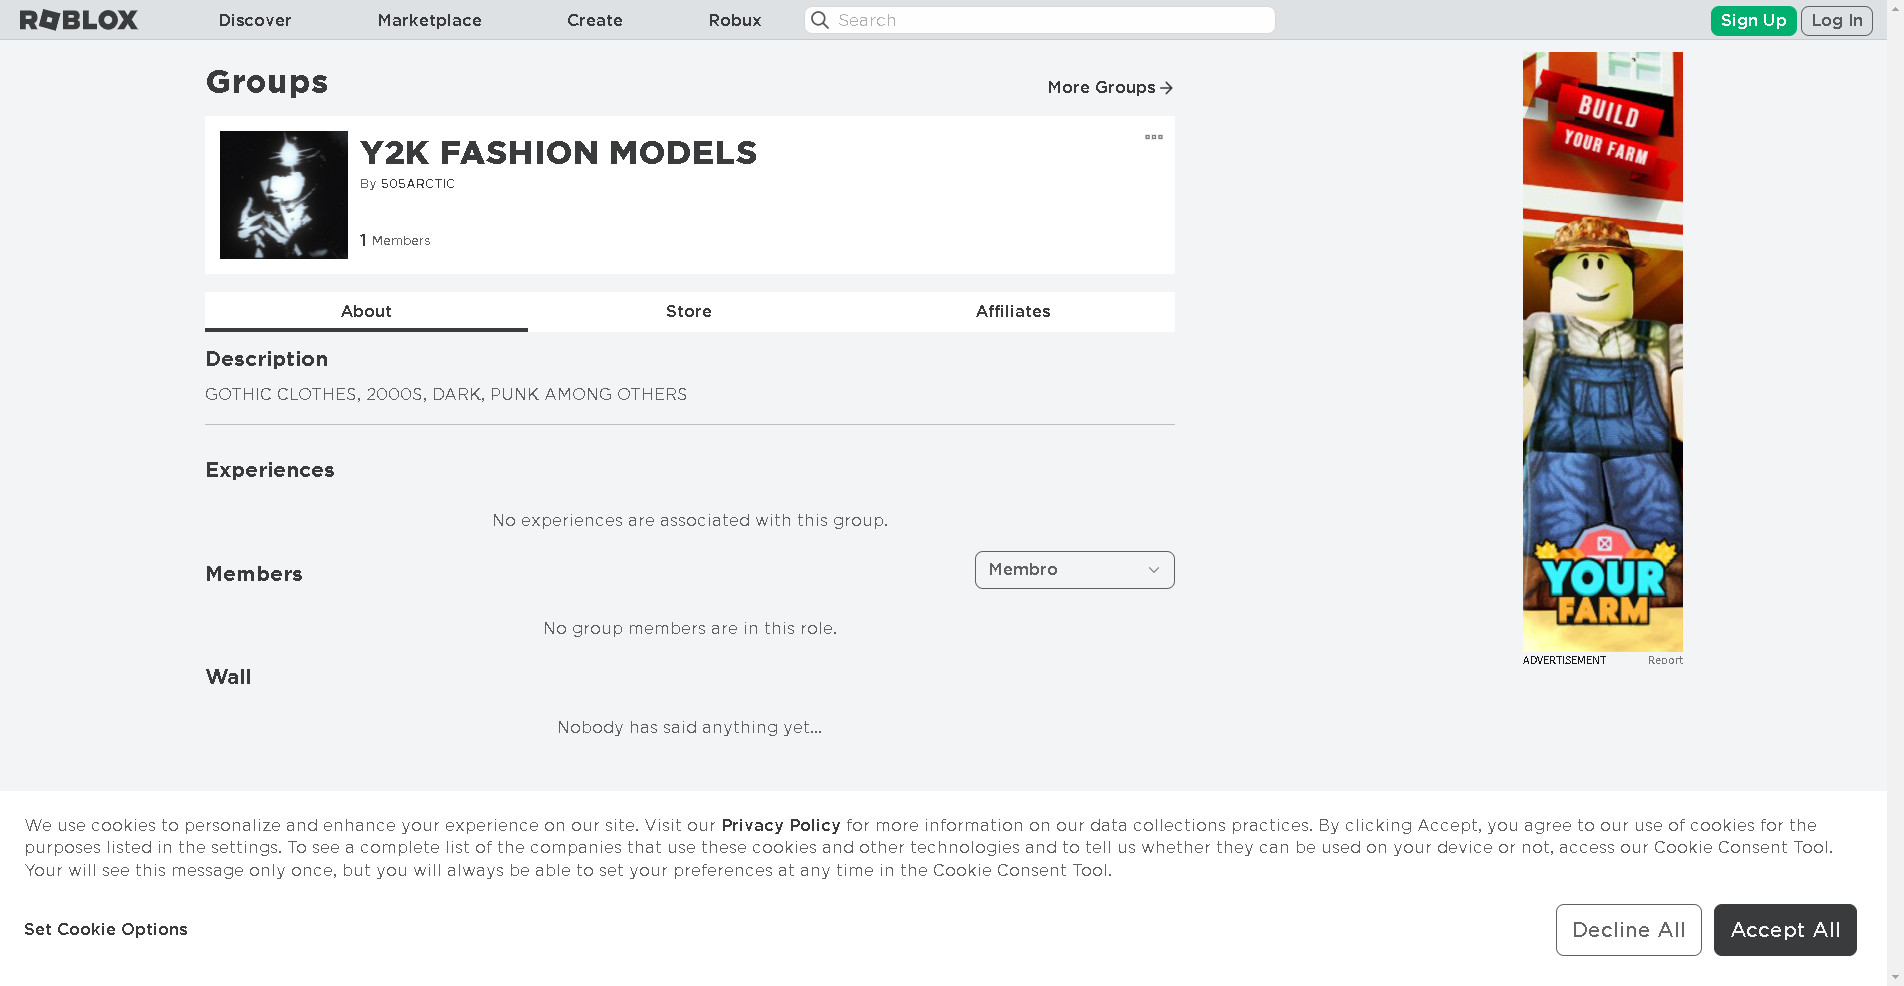 ROBLOX
Discover
Marketplace
Create
Robux
Search
Sign Up
Log In
Groups
More Groups
Y2K FASHION MODELS
By 505ARCTIC
1 Members
About
Store
Affiliates
Description
GOTHIC CLOTHES, 2000S, DARK, PUNK AMONG OTHERS
Experiences
No experiences are associated with this group.
Members
Membro
No group members are in this role.
Wall
Nobody has said anything yet...
BUILD
YOUR FARM
YOUR
FARM
ADVERTISEMENT
Report
We use cookies to personalize and enhance your experience on our site. Visit our Privacy Policy for more information on our data collections practices. By clicking Accept, you agree to our use of cookies for the
purposes listed in the settings. To see a complete list of the companies that use these cookies and other technologies and to tell us whether they can be used on your device or not, access our Cookie Consent Tool.
Your will see this message only once, but you will always be able to set your preferences at any time in the Cookie Consent Tool.
Set Cookie Options
Decline All
Accept All